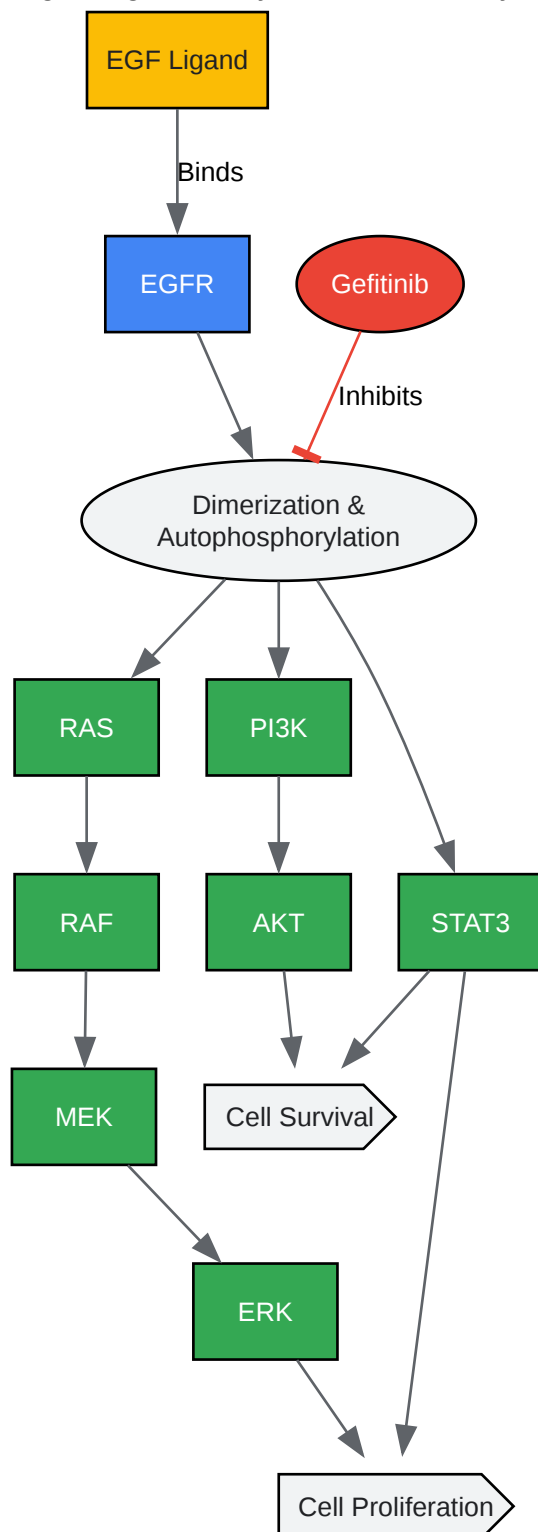 EGF Ligand
Binds
EGFR
Gefitinib
Inhibits
Dimerization &
Autophosphorylation
RAS
PI3K
RAF
AKT
STAT3
MEK
Cell Survival
ERK
Cell Proliferation